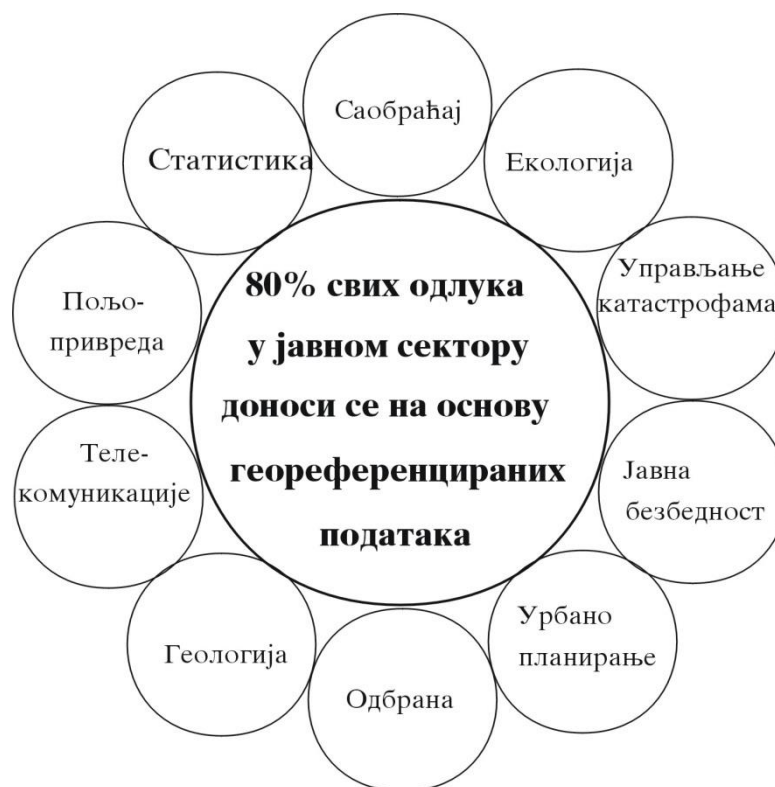 Саобраћај
Екологија
Управљање
катастрофама
Јавна
безбедност
Урбано
планирање
Одбрана
Геологија
Теле-
комуникације
Пољо-
привреда
Статистика
80% свих одлука
у јавном сектору
доноси се на основу
геореференцираних
података